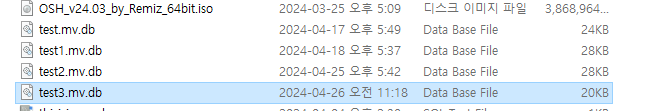 OSH_v24.03_by_Remiz_64bit.iso 2024-03-25 오후 5:09 디스크 이미지 파일 3,868,964...
test.mv.db 2024-04-17 오후 5:49 Data Base File 24KB
test1.mv.db 2024-04-18 오후 5:37 Data Base File 28KB
test2.mv.db 2024-04-25 오후 5:42 Data Base File 28KB
test3.mv.db 2024-04-26 오전 11:18 Data Base File 20KB